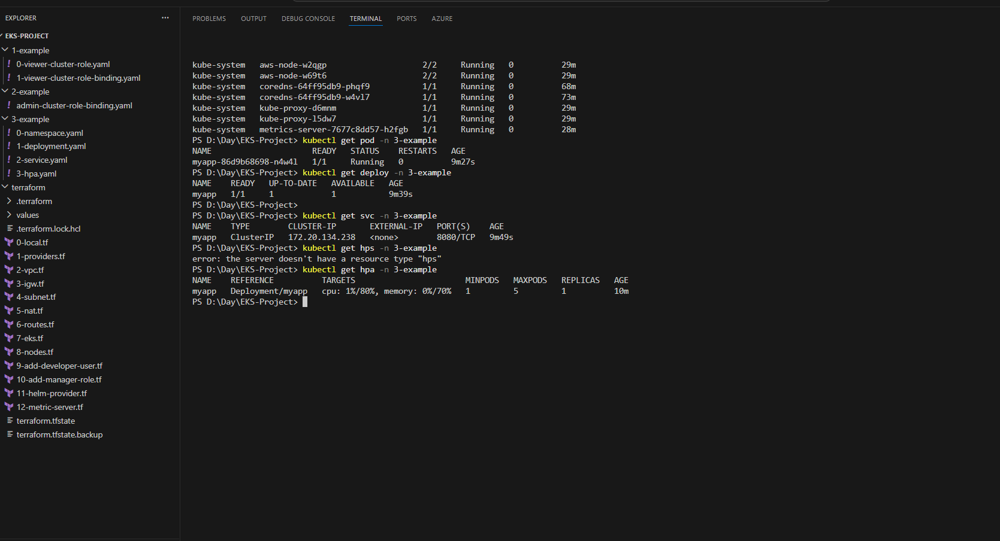 EXPLORER
EKS-PROJECT
1-example
0-viewer-cluster-role.yaml
1-viewer-cluster-role-binding.yaml
2-example
admin-cluster-role-binding.yaml
3-example
0-namespace.yaml
1-deployment.yaml
2-service.yaml
3-hpa.yaml
terraform
.terraform
values
.terraform.lock.hcl
0-local.tf
1-providers.tf
2-vpc.tf
3-igw.tf
4-subnet.tf
5-nat.tf
6-routes.tf
7-eks.tf
8-nodes.tf
9-add-developer-user.tf
10-add-manager-role.tf
11-helm-provider.tf
12-metric-server.tf
terraform.tfstate
terraform.tfstate.backup
PROBLEMS OUTPUT DEBUG CONSOLE TERMINAL PORTS AZURE
kube-system aws-node-w2qgp 2/2 Running 0 29m
kube-system aws-node-w69t6 2/2 Running 0 29m
kube-system coredns-64ff95db9-phqf9 1/1 Running 0 68m
kube-system coredns-64ff95db9-w4vl7 1/1 Running 0 73m
kube-system kube-proxy-d6mnm 1/1 Running 0 29m
kube-system kube-proxy-l5dw7 1/1 Running 0 29m
kube-system metrics-server-7677c8dd57-h2fgb 1/1 Running 0 28m
PS D:\Day\EKS-Project> kubectl get pod -n 3-example
NAME READY STATUS RESTARTS AGE
myapp-86d9b68698-n4w4l 1/1 Running 0 9m27s
PS D:\Day\EKS-Project> kubectl get deploy -n 3-example
NAME READY UP-TO-DATE AVAILABLE AGE
myapp 1/1 1 1 9m39s
PS D:\Day\EKS-Project>
PS D:\Day\EKS-Project> kubectl get svc -n 3-example
NAME TYPE CLUSTER-IP EXTERNAL-IP PORT(S) AGE
myapp ClusterIP 172.20.134.238 <none> 8080/TCP 9m49s
PS D:\Day\EKS-Project> kubectl get hps -n 3-example
error: the server doesn't have a resource type "hps"
PS D:\Day\EKS-Project> kubectl get hpa -n 3-example
NAME REFERENCE TARGETS MINPODS MAXPODS REPLICAS AGE
myapp Deployment/myapp cpu: 1%/80%, memory: 0%/70% 1 5 1 10m
PS D:\Day\EKS-Project>